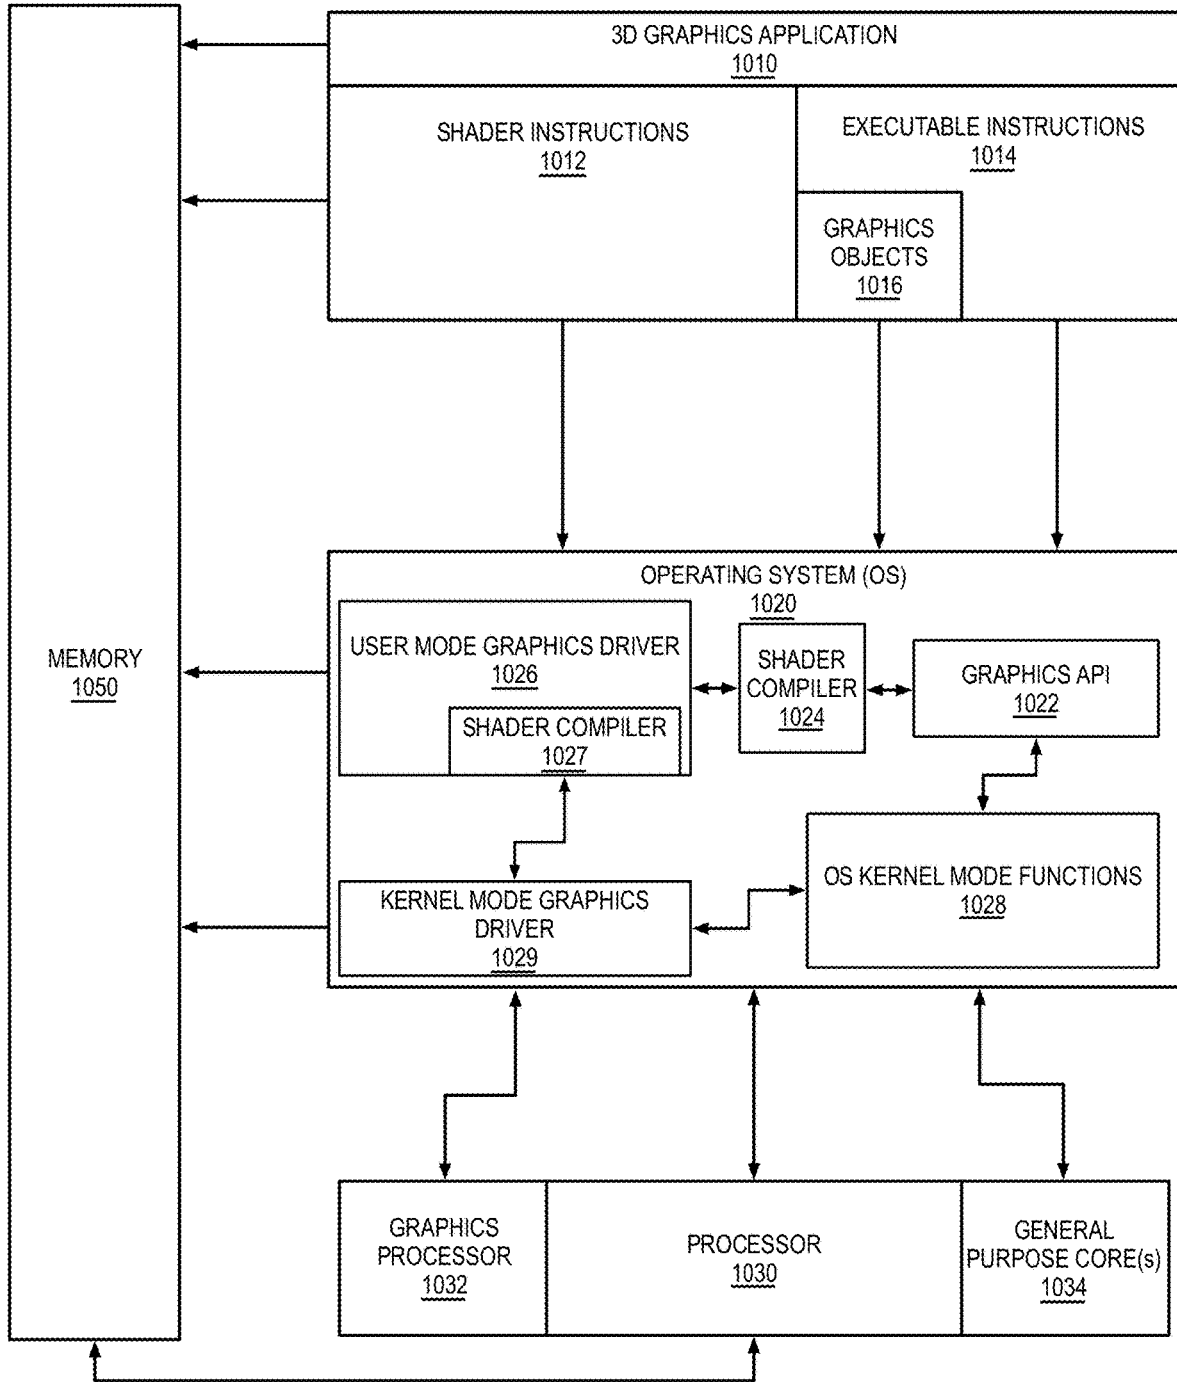 3D GRAPHICS APPLICATION
1010
SHADER INSTRUCTIONS
1012
EXECUTABLE INSTRUCTIONS
1014
GRAPHICS
OBJECTS
1016
MEMORY
1050
OPERATING SYSTEM (OS)
1020
USER MODE GRAPHICS DRIVER
1026
SHADER COMPILER
1027
SHADER
COMPILER
1024
GRAPHICS API
1022
KERNEL MODE GRAPHICS
DRIVER
1029
OS KERNEL MODE FUNCTIONS
1028
GRAPHICS
PROCESSOR
1032
PROCESSOR
1030
GENERAL
PURPOSE CORE(s)
1034